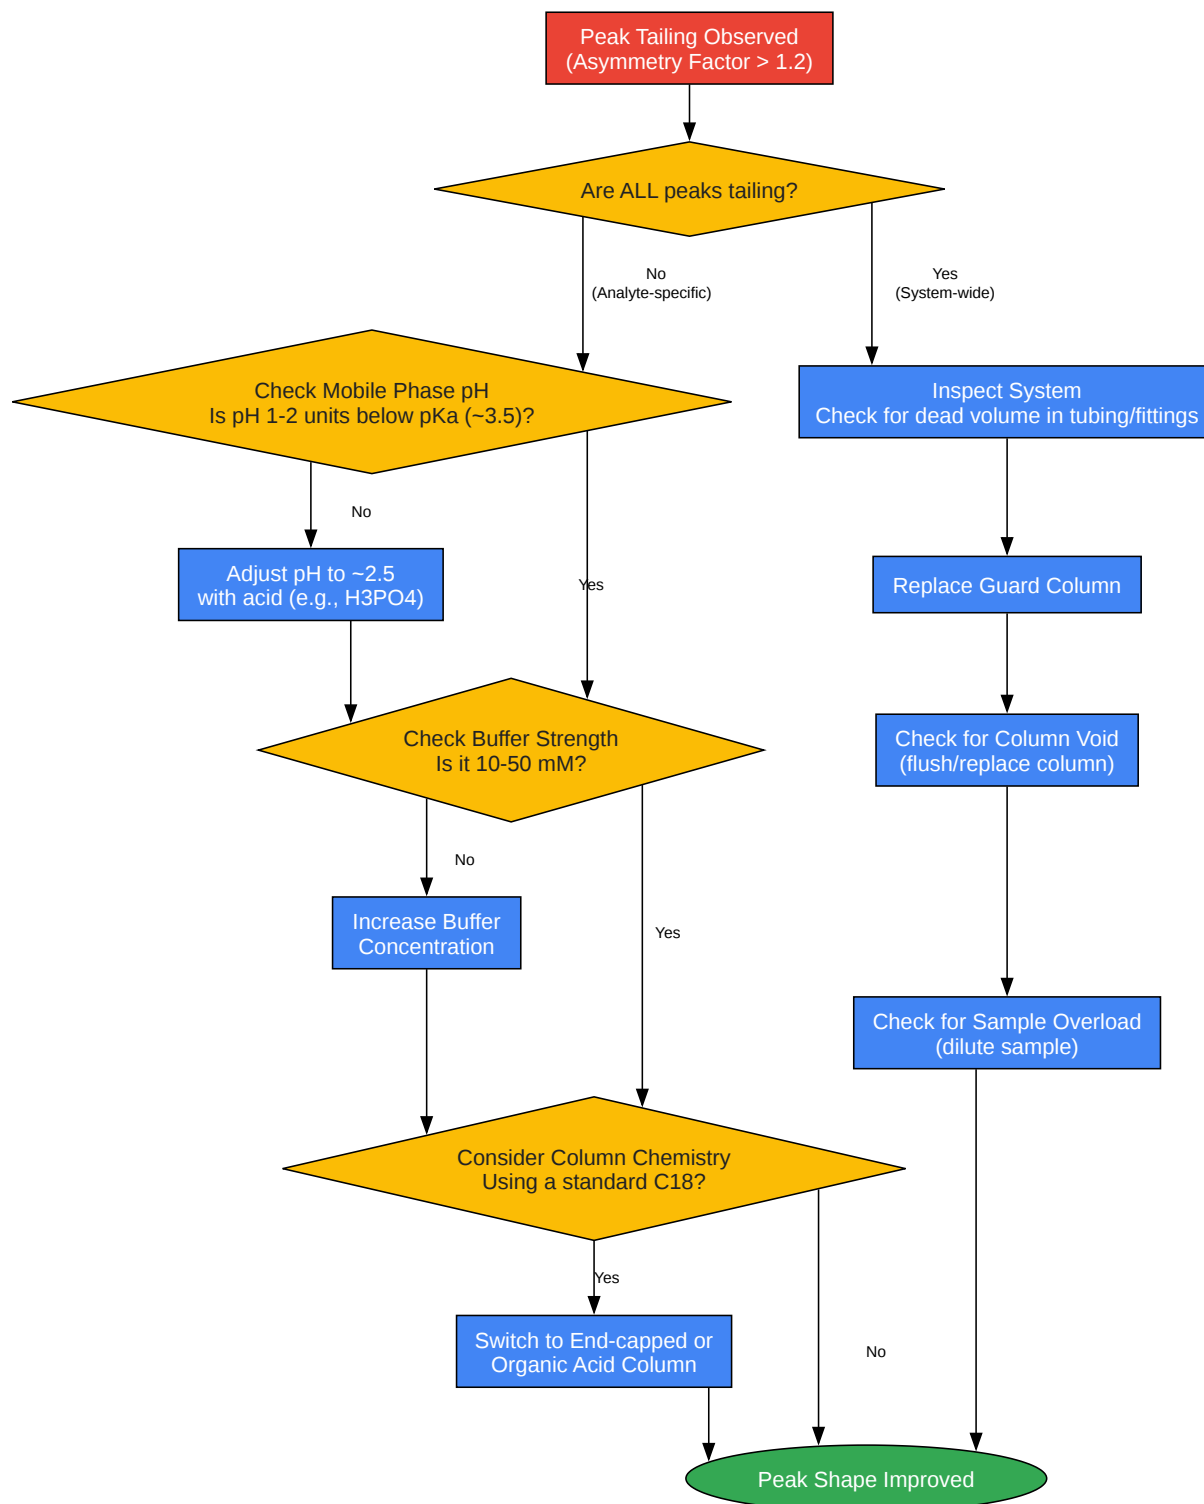 Peak Tailing Observed
(Asymmetry Factor > 1.2)
Are ALL peaks tailing?
No
(Analyte-specific)
Yes
(System-wide)
Check Mobile Phase pH
Is pH 1-2 units below pKa (~3.5)?
Inspect System
Check for dead volume in tubing/fittings
No
Adjust pH to ~2.5
with acid (e.g., H3PO4)
Yes
Replace Guard Column
Check Buffer Strength
Is it 10-50 mM?
Check for Column Void
(flush/replace column)
No
Increase Buffer
Concentration
Yes
Check for Sample Overload
(dilute sample)
Consider Column Chemistry
Using a standard C18?
Yes
Switch to End-capped or
Organic Acid Column
No
Peak Shape Improved